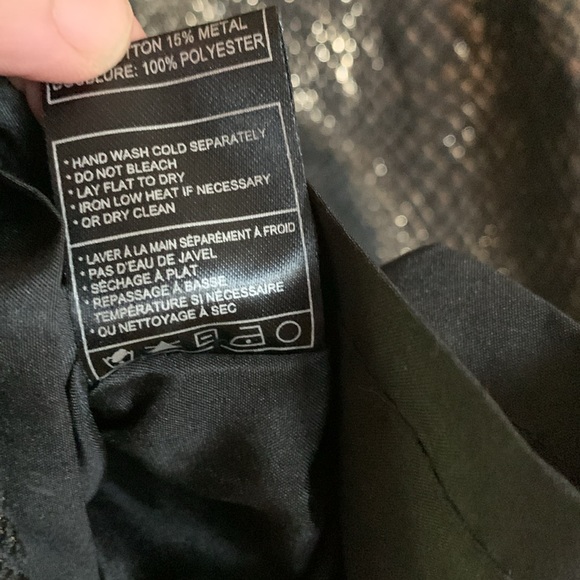 15% METAL
DOUBLURE: 100% POLYESTER
• HAND WASH COLD SEPARATELY
• DO NOT BLEACH
• LAY FLAT TO DRY
• IRON LOW HEAT IF NECESSARY
• OR DRY CLEAN
• LAVER À LA MAIN SÉPARÉMENT À FROID
• PAS D'EAU DE JAVEL
• SÉCHAGE À PLAT
• REPASSAGE À BASSE
TEMPÉRATURE SI NÉCESSAIRE
• OU NETTOYAGE À SEC